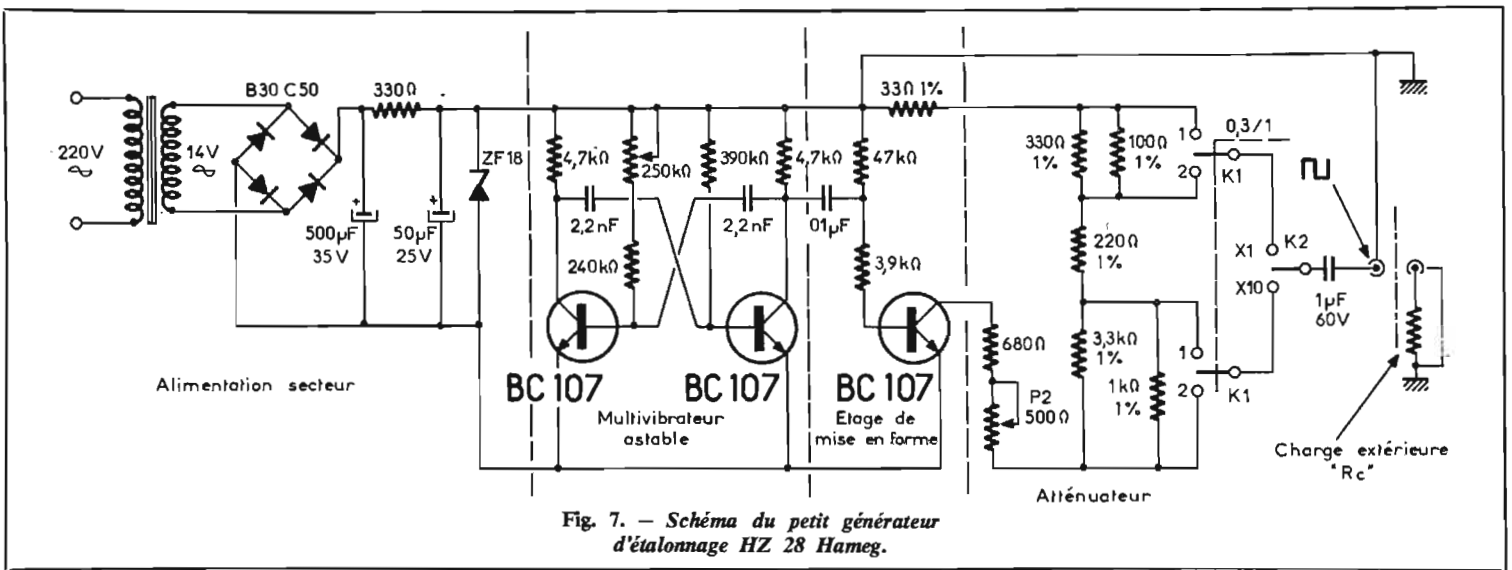 B30 C50
330Ω
220V
14V
500µF
35V
50µF
25V
ZF18
4,7kΩ
250kΩ
390kΩ
4,7kΩ
2,2nF
2,2nF
240kΩ
01µF
47kΩ
3,9kΩ
33Ω 1%
330Ω
1%
100Ω
1%
1
2
K1
0,3/1
220Ω
1%
X1
K2
X10
1µF
60V
680Ω
P2
500Ω
3,3kΩ
1%
1kΩ
1%
1
2
K1
BC 107
BC 107
BC 107
Alimentation secteur
Multivibrateur
astable
Etage de
mise en forme
Atténuateur
Charge extérieure
"Rc"
Fig. 7. — Schéma du petit générateur
d'étalonnage HZ 28 Hameg.